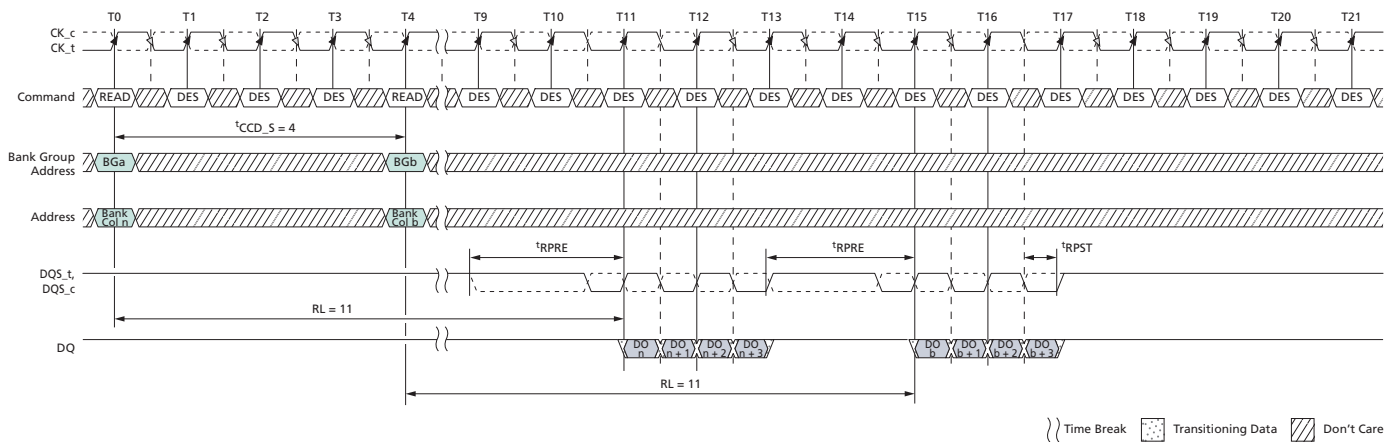 T0 T1 T2 T3 T4 T9 T10 T11 T12 T13 T14 T15 T16 T17 T18 T19 T20 T21
CK_c
CK_t
Command READ DES DES DES READ DES DES DES DES DES DES DES DES DES DES DES DES DES
tCCD_S = 4
Bank Group
Address
BGa BGb
Address
Bank
Col n
Bank
Col b
tRPRE tRPRE tRPST
DQS_t,
DQS_c
RL = 11
DQ
DO
n
DO
n + 1
DO
n + 2
DO
n + 3
DO
b
DO
b + 1
DO
b + 2
DO
b + 3
RL = 11
Time Break Transitioning Data Don't Care